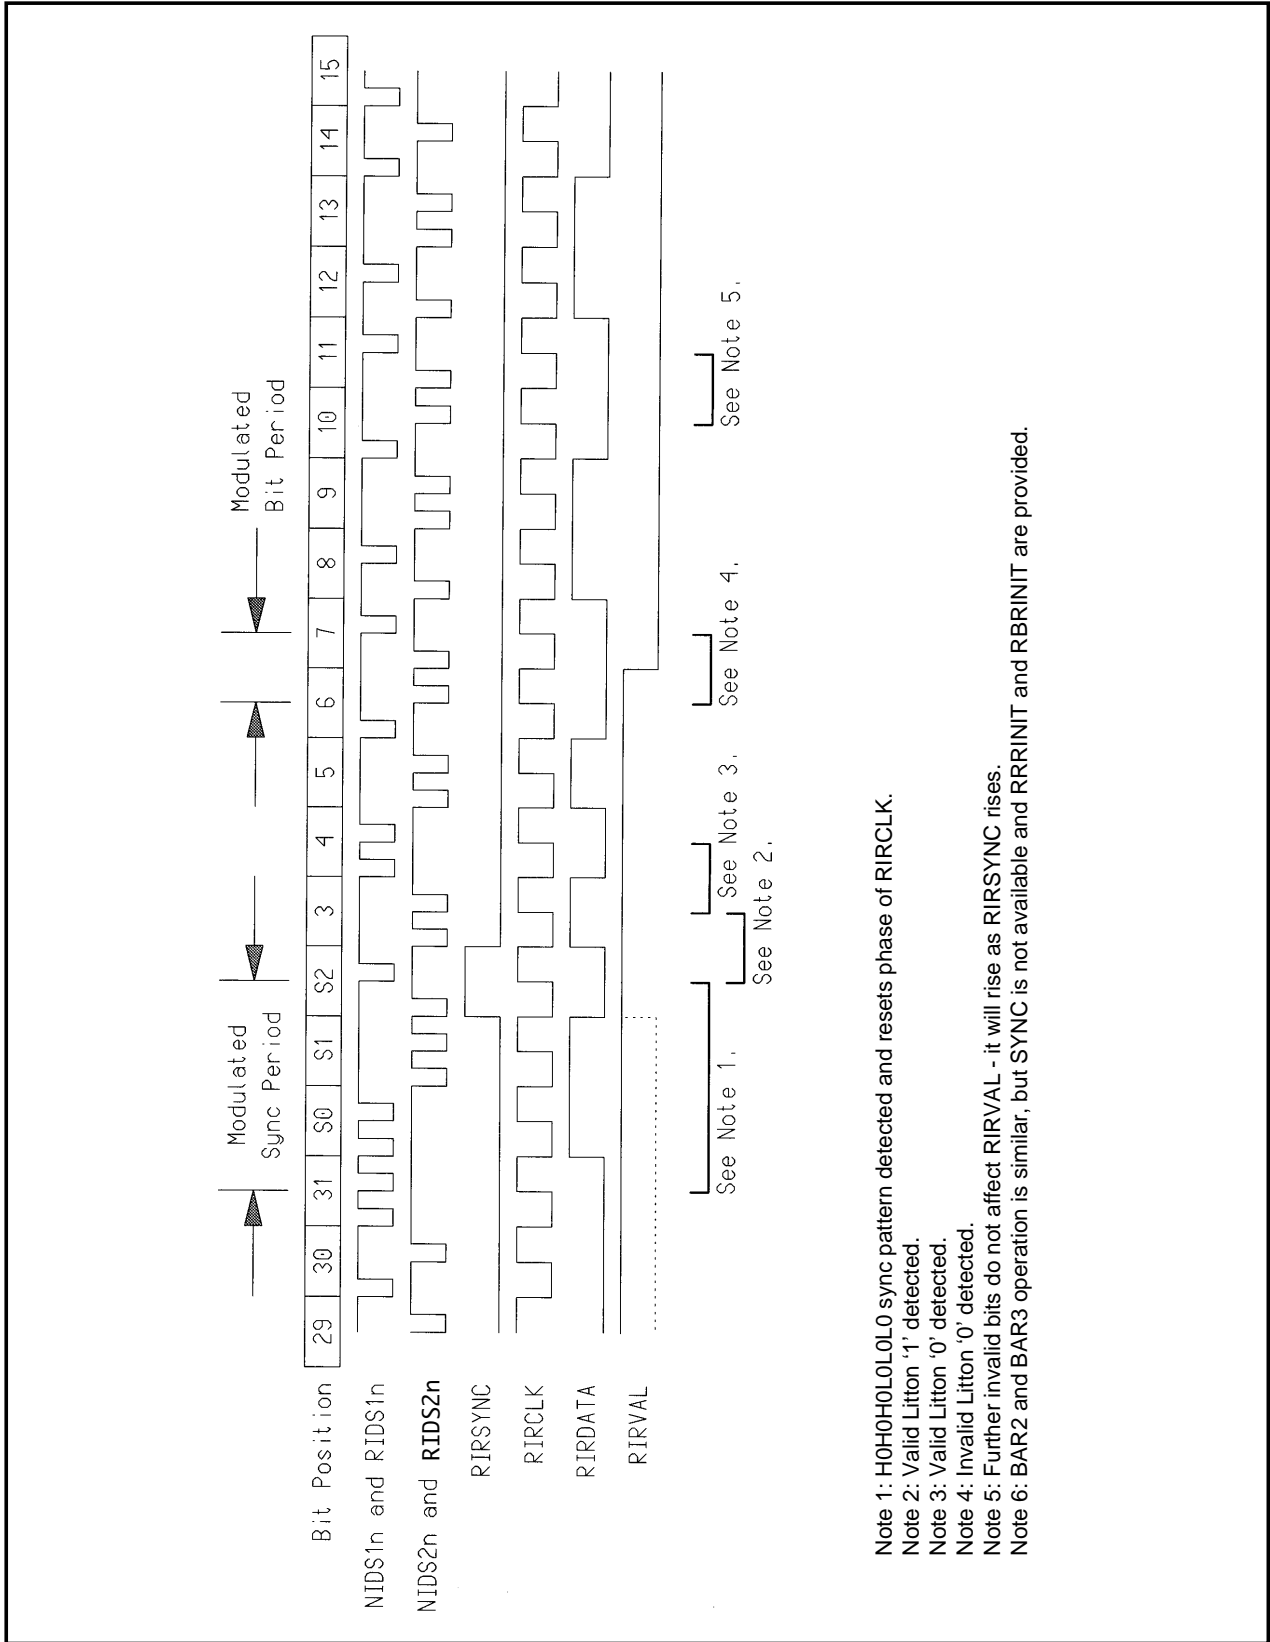 Modulated
Sync Period
Modulated
Bit Period
Bit Position 29 30 31 S0 S1 S2 3 4 5 6 7 8 9 10 11 12 13 14 15
NIDS1n and RIDS1n
NIDS2n and RIDS2n
RIRSYNC
RIRCLK
RIRDATA
RIRVAL
See Note 1.
See Note 3.
See Note 2.
See Note 4.
See Note 5.
Note 1: H0H0H0L0L0L0 sync pattern detected and resets phase of RIRCLK.
Note 2: Valid Litton ‘1’ detected.
Note 3: Valid Litton ‘0’ detected.
Note 4: Invalid Litton ‘0’ detected.
Note 5: Further invalid bits do not affect RIRVAL - it will rise as RIRSYNC rises.
Note 6: BAR2 and BAR3 operation is similar, but SYNC is not available and RRRINIT and RBRINIT are provided.